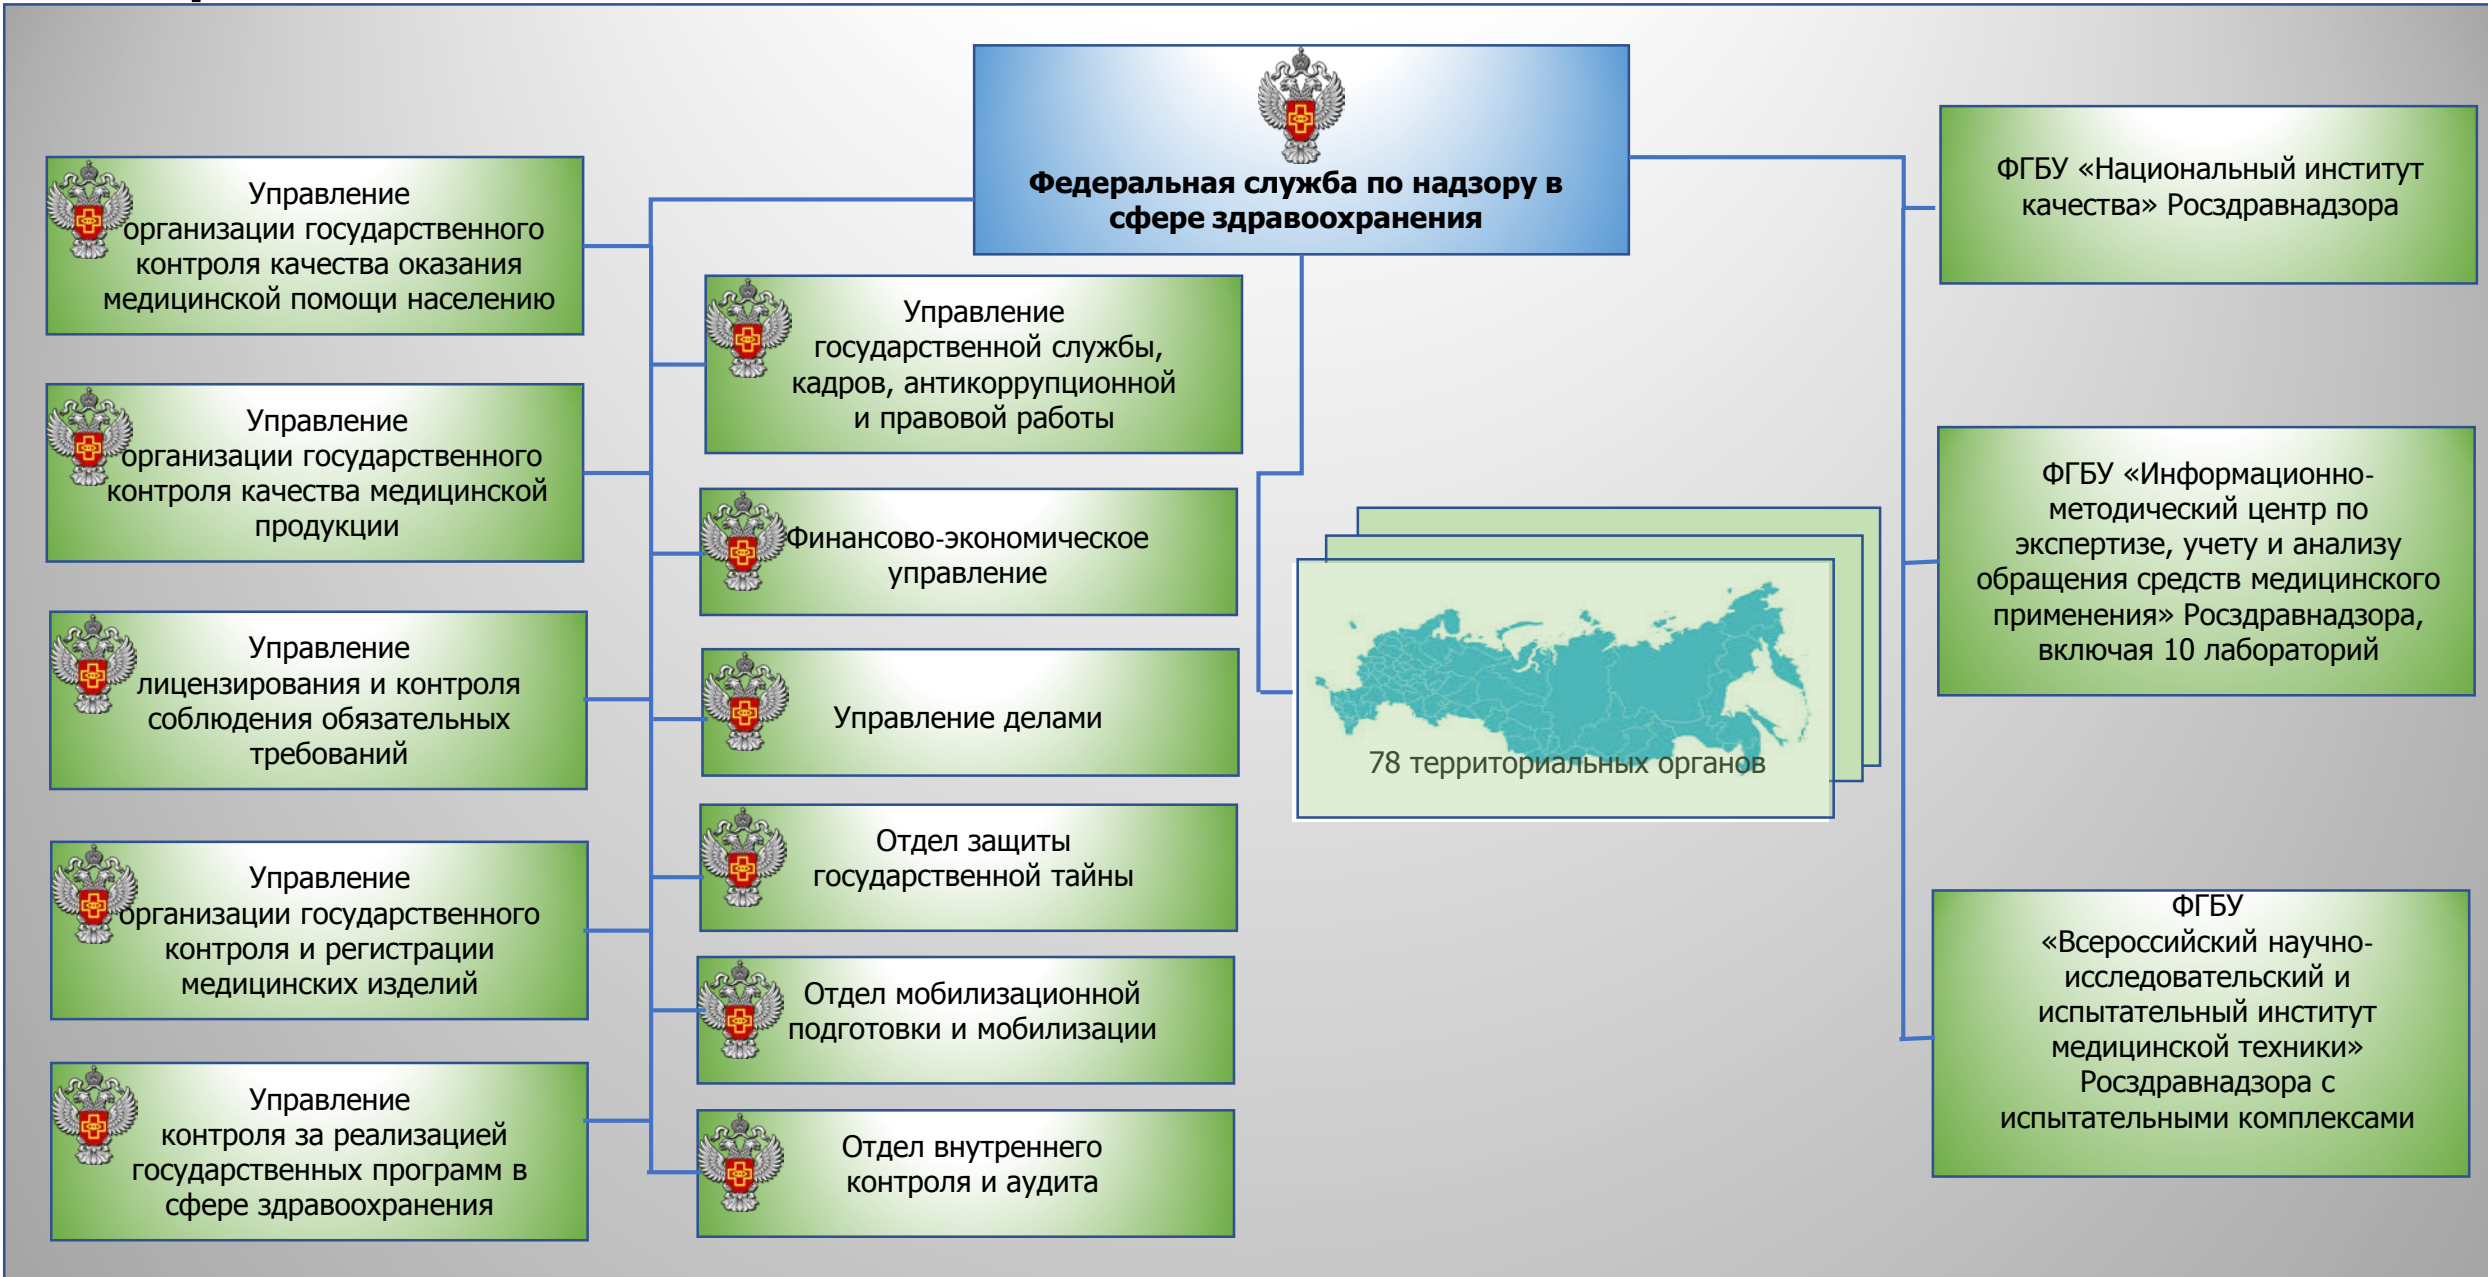 Федеральная служба по надзору в
сфере здравоохранения
Управление
организации государственного
контроля качества оказания
медицинской помощи населению
Управление
организации государственного
контроля качества медицинской
продукции
Управление
лицензирования и контроля
соблюдения обязательных
требований
Управление
организации государственного
контроля и регистрации
медицинских изделий
Управление
контроля за реализацией
государственных программ в
сфере здравоохранения
Управление
государственной службы,
кадров, антикоррупционной
и правовой работы
Финансово-экономическое
управление
Управление делами
Отдел защиты
государственной тайны
Отдел мобилизационной
подготовки и мобилизации
Отдел внутреннего
контроля и аудита
78 территориальных органов
ФГБУ «Национальный институт
качества» Росздравнадзора
ФГБУ «Информационно-
методический центр по
экспертизе, учету и анализу
обращения средств медицинского
применения» Росздравнадзора,
включая 10 лабораторий
ФГБУ
«Всероссийский научно-
исследовательский и
испытательный институт
медицинской техники»
Росздравнадзора с
испытательными комплексами